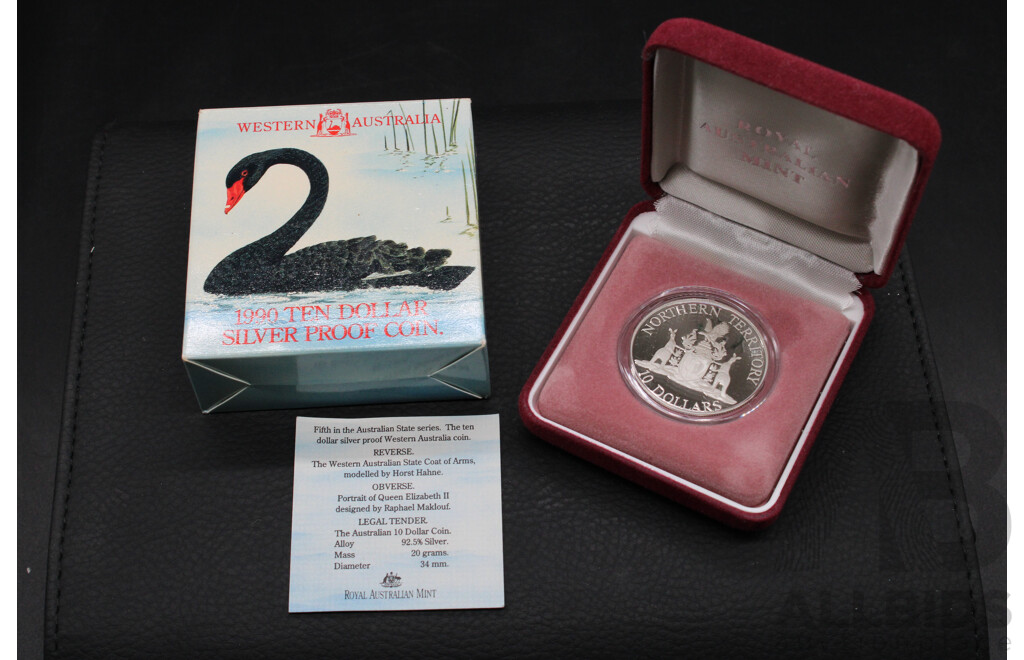 WESTERN AUSTRALIA
1990 TEN DOLLAR
SILVER PROOF COIN.
ROYAL
AUSTRALIAN
MINT
NORTHERN TERRITORY
10 DOLLARS
Fifth in the Australian State series. The ten
dollar silver proof Western Australia coin.
REVERSE.
The Western Australian State Coat of Arms,
modelled by Horst Hahne.
OBVERSE.
Portrait of Queen Elizabeth II
designed by Raphael Maklouf.
LEGAL TENDER.
The Australian 10 Dollar Coin.
Alloy 92.5% Silver.
Mass 20 grams.
Diameter 34 mm.
ROYAL AUSTRALIAN MINT
ALLBIDS